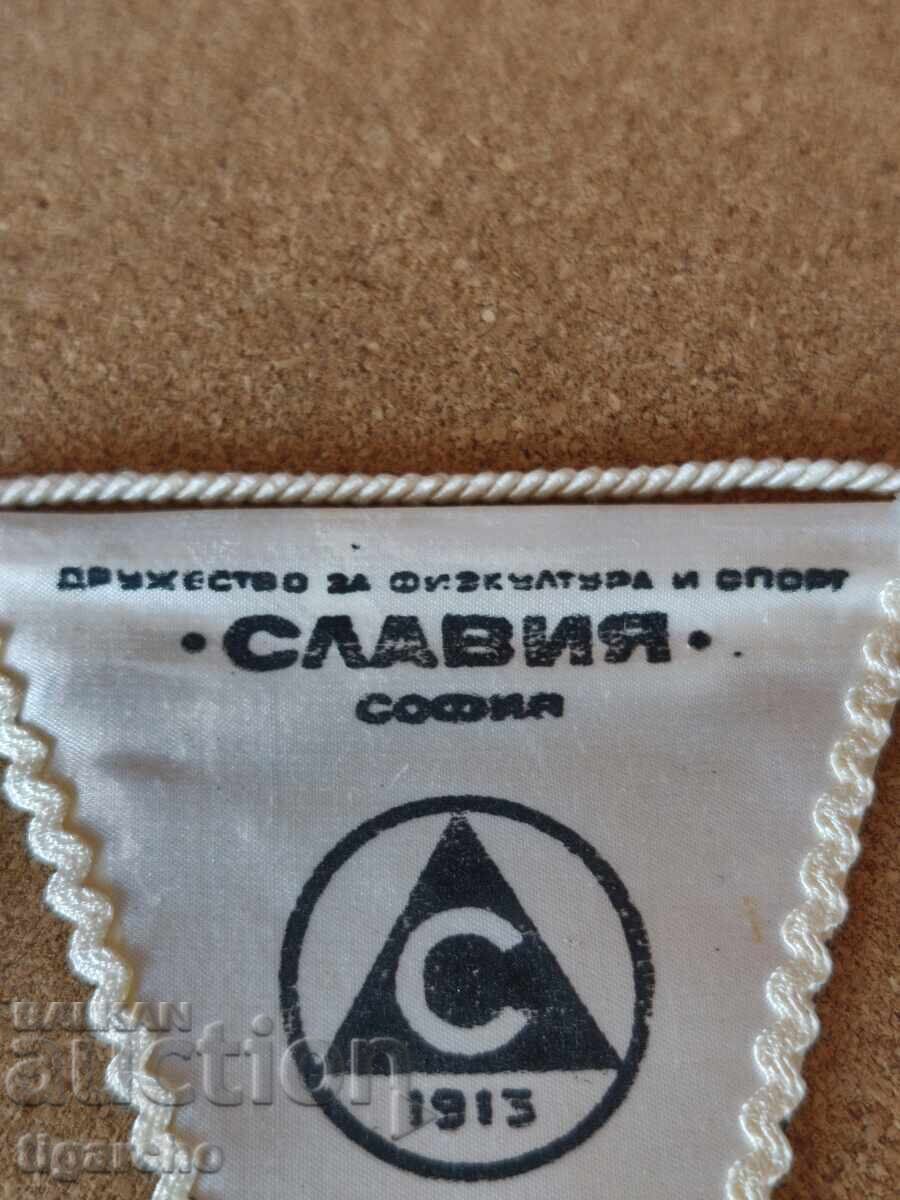 ДРУЖЕСТВО ЗА ФИЗКУЛТУРА И СПОРТ
• СЛАВИЯ •
СОФИЯ
С
1913
BALKAN
auction
tigarcho